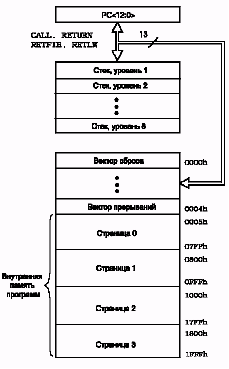 PC<12:0>
CALL. RETURN
RETFIE. RETLW
13
Стек, уровень 1
Стек, уровень 2
Стек, уровень 8
Вектор сброса
0000h
Вектор прерываний
0004h
0005h
Страница 0
07FFh
0800h
Страница 1
0FFFh
1000h
Страница 2
17FFh
1800h
Страница 3
1FFFh
Внутренняя
память
программ